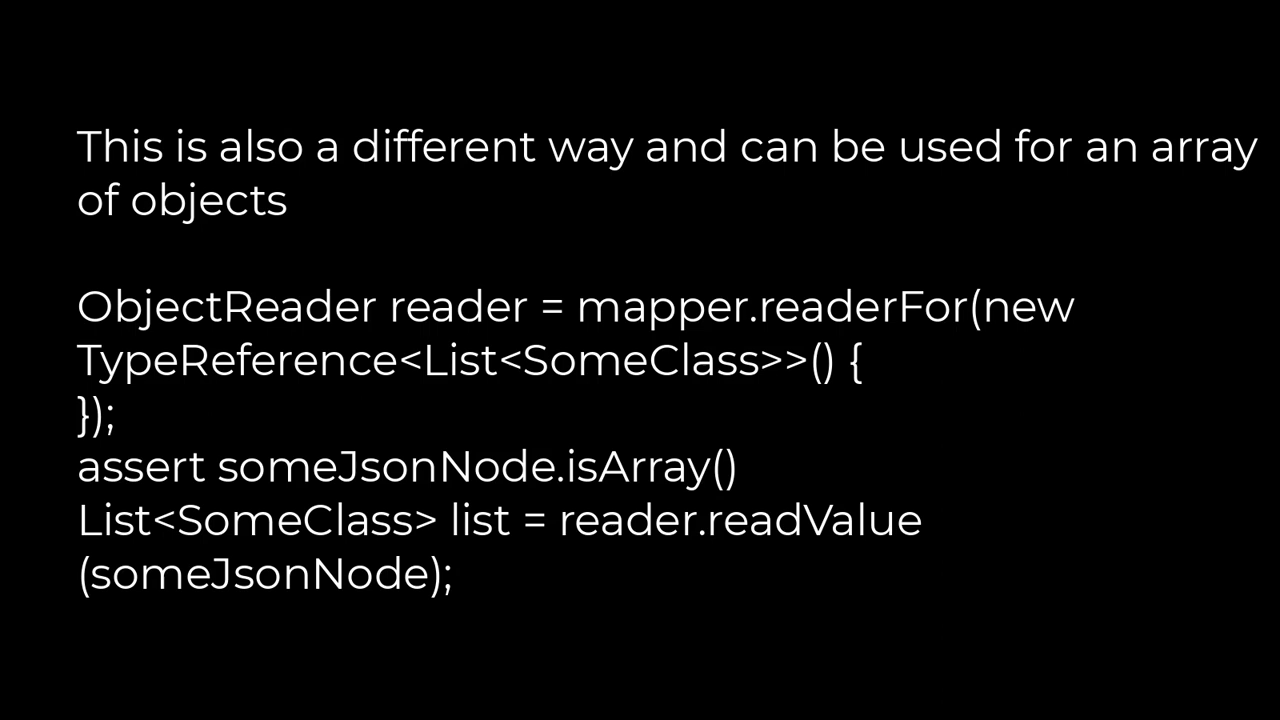 This is also a different way and can be used for an array
of objects
ObjectReader reader = mapper.readerFor(new
TypeReference<List<SomeClass>>() {
});
assert someJsonNode.isArray()
List<SomeClass> list = reader.readValue
(someJsonNode);